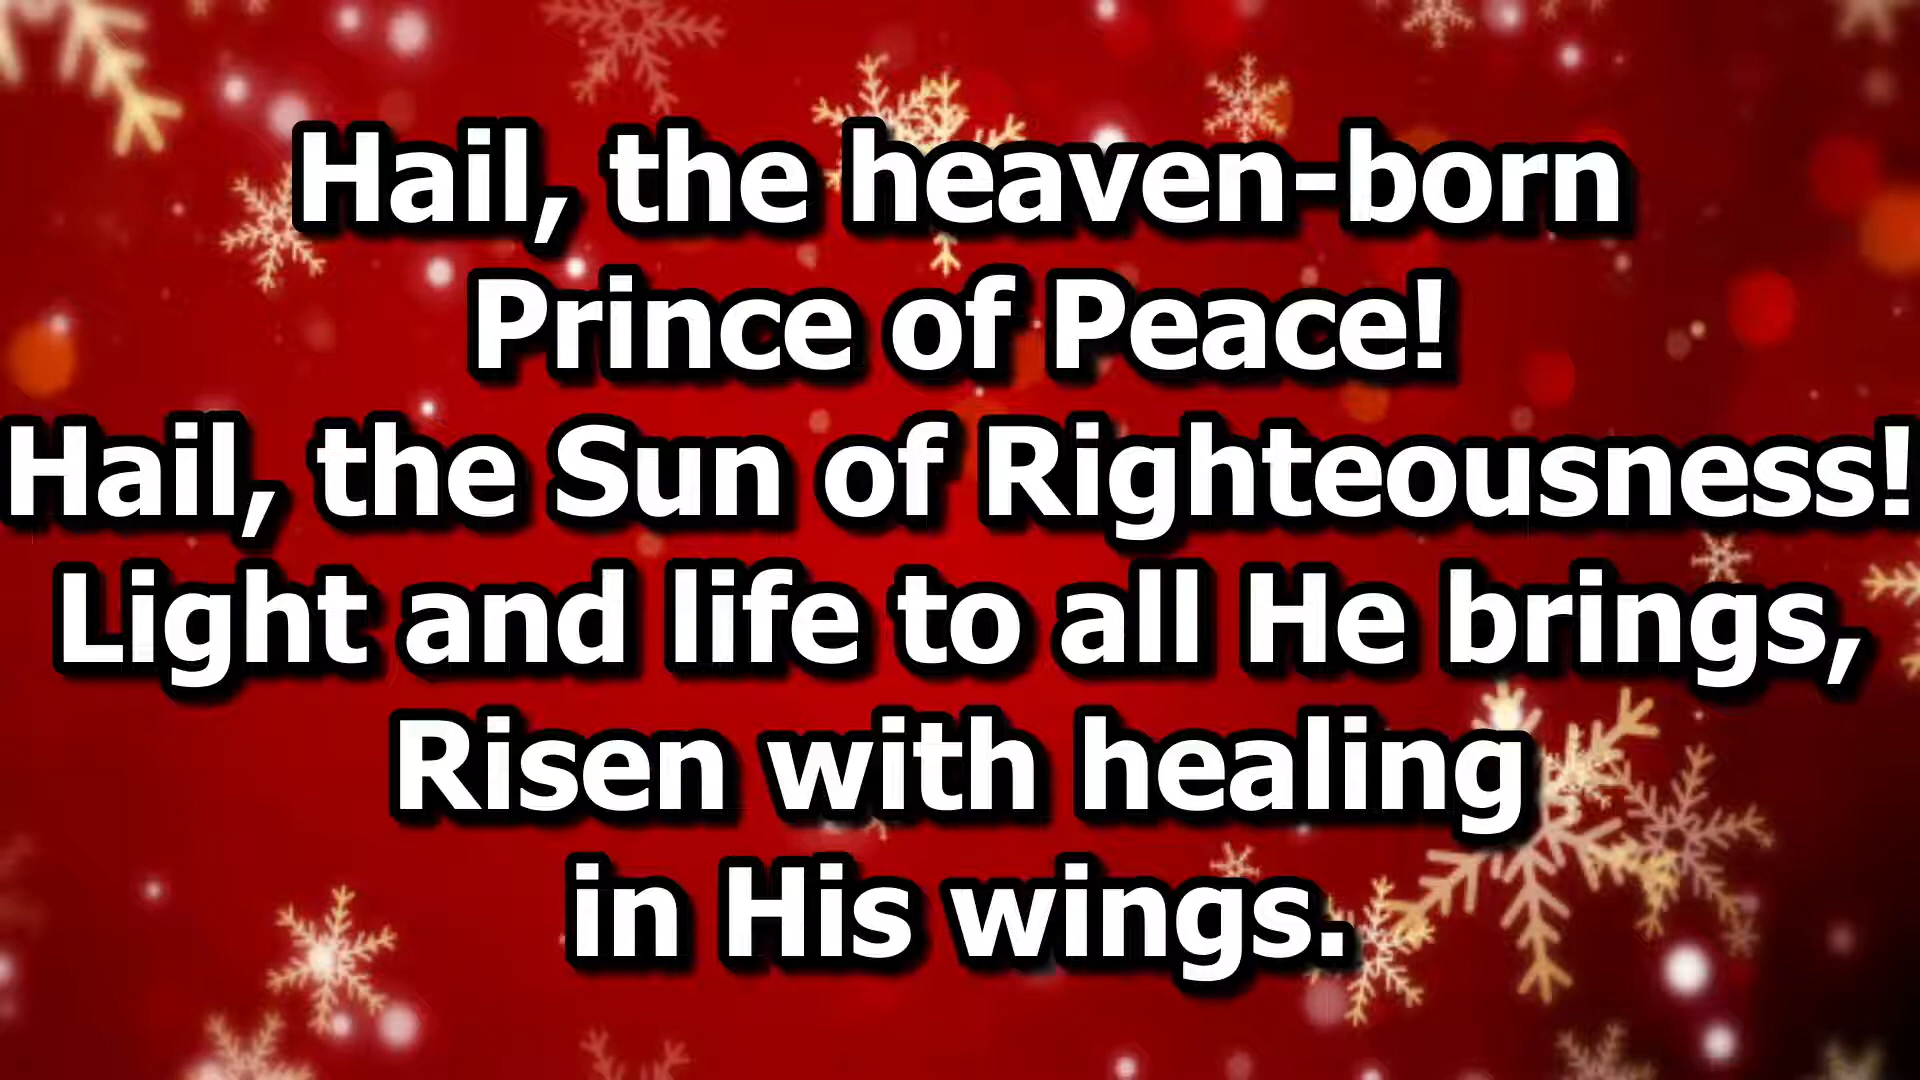 Hail, the heaven-born
Prince of Peace!
Hail, the Sun of Righteousness!
Light and life to all He brings,
Risen with healing
in His wings.